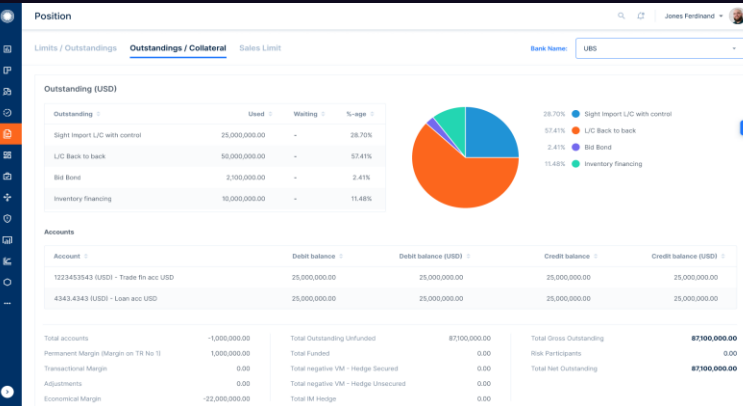 Position
Jones Ferdinand
Limits / Outstandings Outstandings / Collateral Sales Limit
Bank Name: UBS
Outstanding (USD)
Outstanding Used Waiting %-age
Sight Import L/C with control 25,000,000.00 - 28.70%
L/C Back to back 50,000,000.00 - 57.41%
Bid Bond 2,100,000.00 - 2.41%
Inventory financing 10,000,000.00 - 11.48%
28.70% Sight Import L/C with control
57.41% L/C Back to back
2.41% Bid Bond
11.48% Inventory financing
Accounts
Account Debit balance Debit balance (USD) Credit balance Credit balance (USD)
1223453543 (USD) - Trade fin acc USD 25,000,000.00 25,000,000.00 25,000,000.00 25,000,000.00
4343.4343 (USD) - Loan acc USD 25,000,000.00 25,000,000.00 25,000,000.00 25,000,000.00
Total accounts -1,000,000.00
Permanent Margin (Margin on TR No 1) 1,000,000.00
Transactional Margin 0.00
Adjustments 0.00
Economical Margin -22,000,000.00
Total Outstanding Unfunded 87,100,000.00
Total Funded 0.00
Total negative VM - Hedge Secured 0.00
Total negative VM - Hedge Unsecured 0.00
Total IM Hedge 0.00
Total Gross Outstanding 87,100,000.00
Risk Participants 0.00
Total Net Outstanding 87,100,000.00